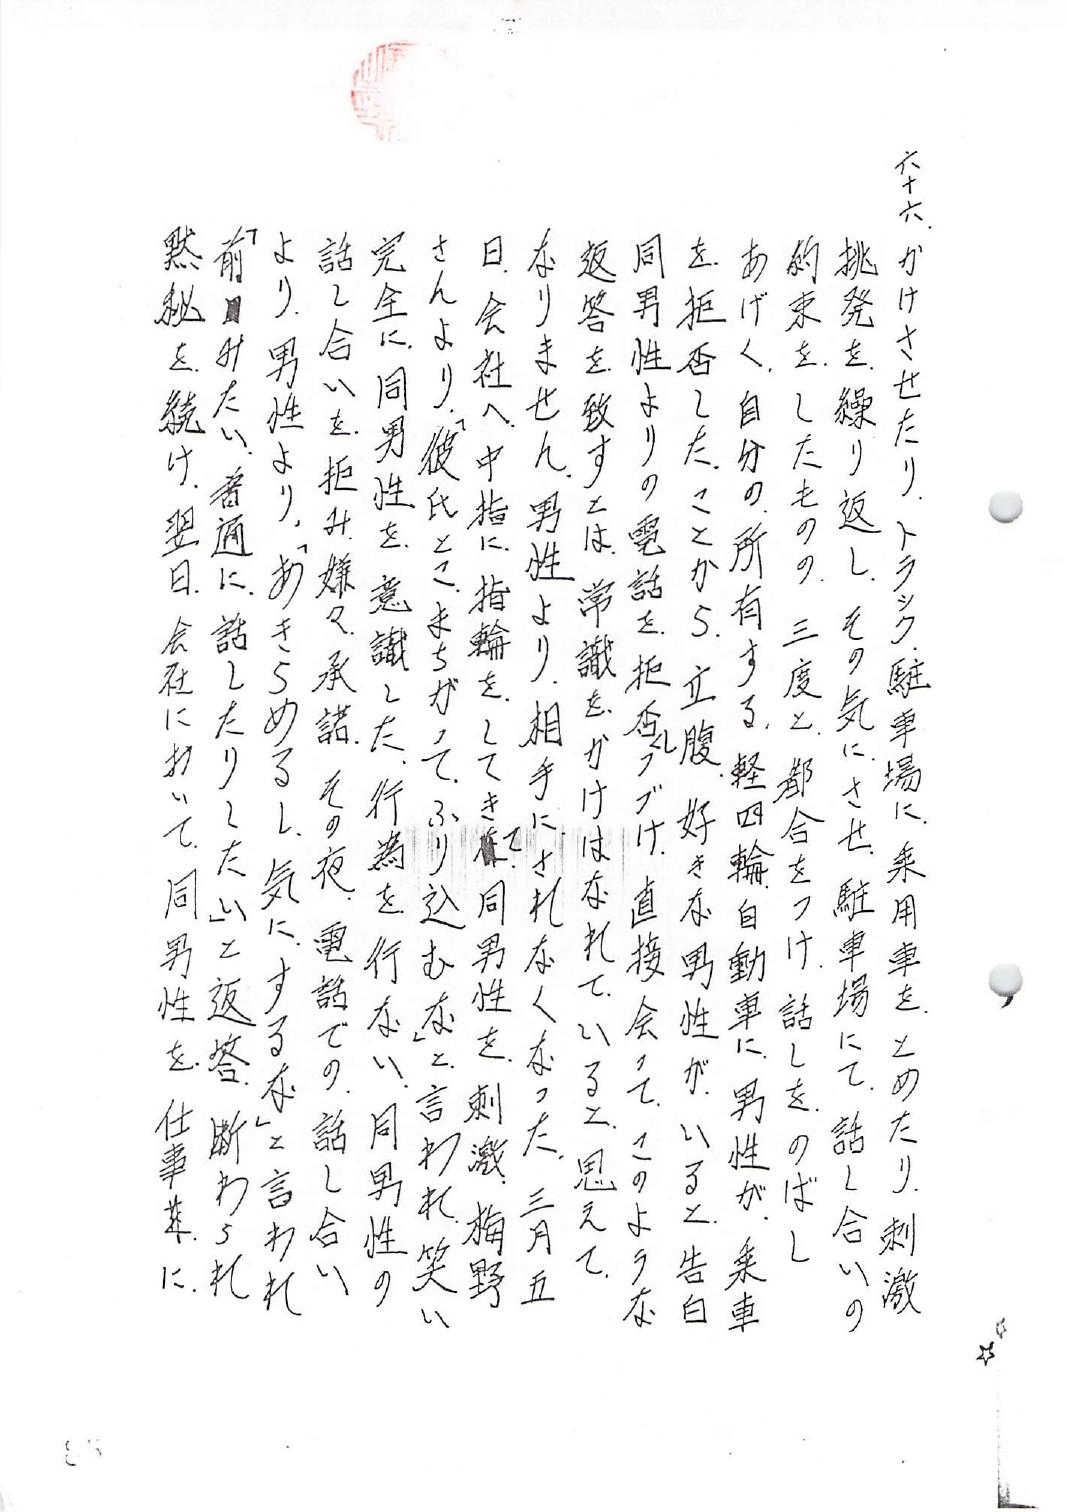 六十六、かけさせたり、トラック、駐車場に、乗用車を、とめたり、刺激
挑発を、繰り返し、その気にさせ、駐車場にて、話し合いの
約束を、したものの、三度と、都合をつけ、話しを、のばし
あげく、自分の、所有する、軽四輪、自動車に、男性が、乗車
を、拒否した、ことから、立腹、好きな男性が、いると、告白
同男性よりの電話を、拒否しつづけ、直接会って、このような
返答を、致すとは、常識を、かけはなれて、いると、思えて、
なりません、男性より、相手にされなくなった、三月五
日、会社へ、中指に、指輪を、してきて、同男性を、刺激、梅野
さんより、「彼氏と、まちがって、ふり込むな」と、言われ、笑い
完全に、同男性を、意識した、行為を、行ない、同男性の
話し合いを、拒み、嫌々、承諾、その夜、電話での、話し合い
より、男性より、「あきらめるし、気に、するな」と言われ
「前みたい、普通に、話したりしたい」と返答、断わられ
黙秘を、続け、翌日、会社において、同男性を、仕事